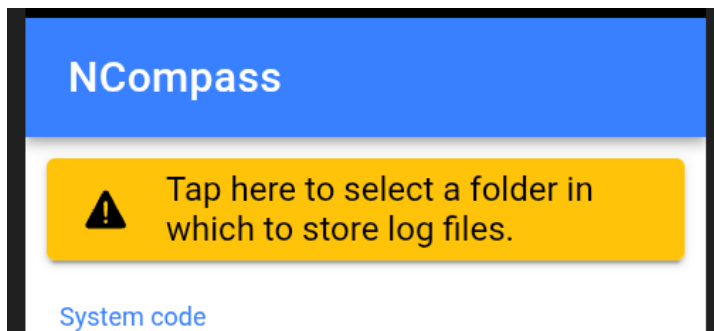 NCompass
Tap here to select a folder in
which to store log files.
System code